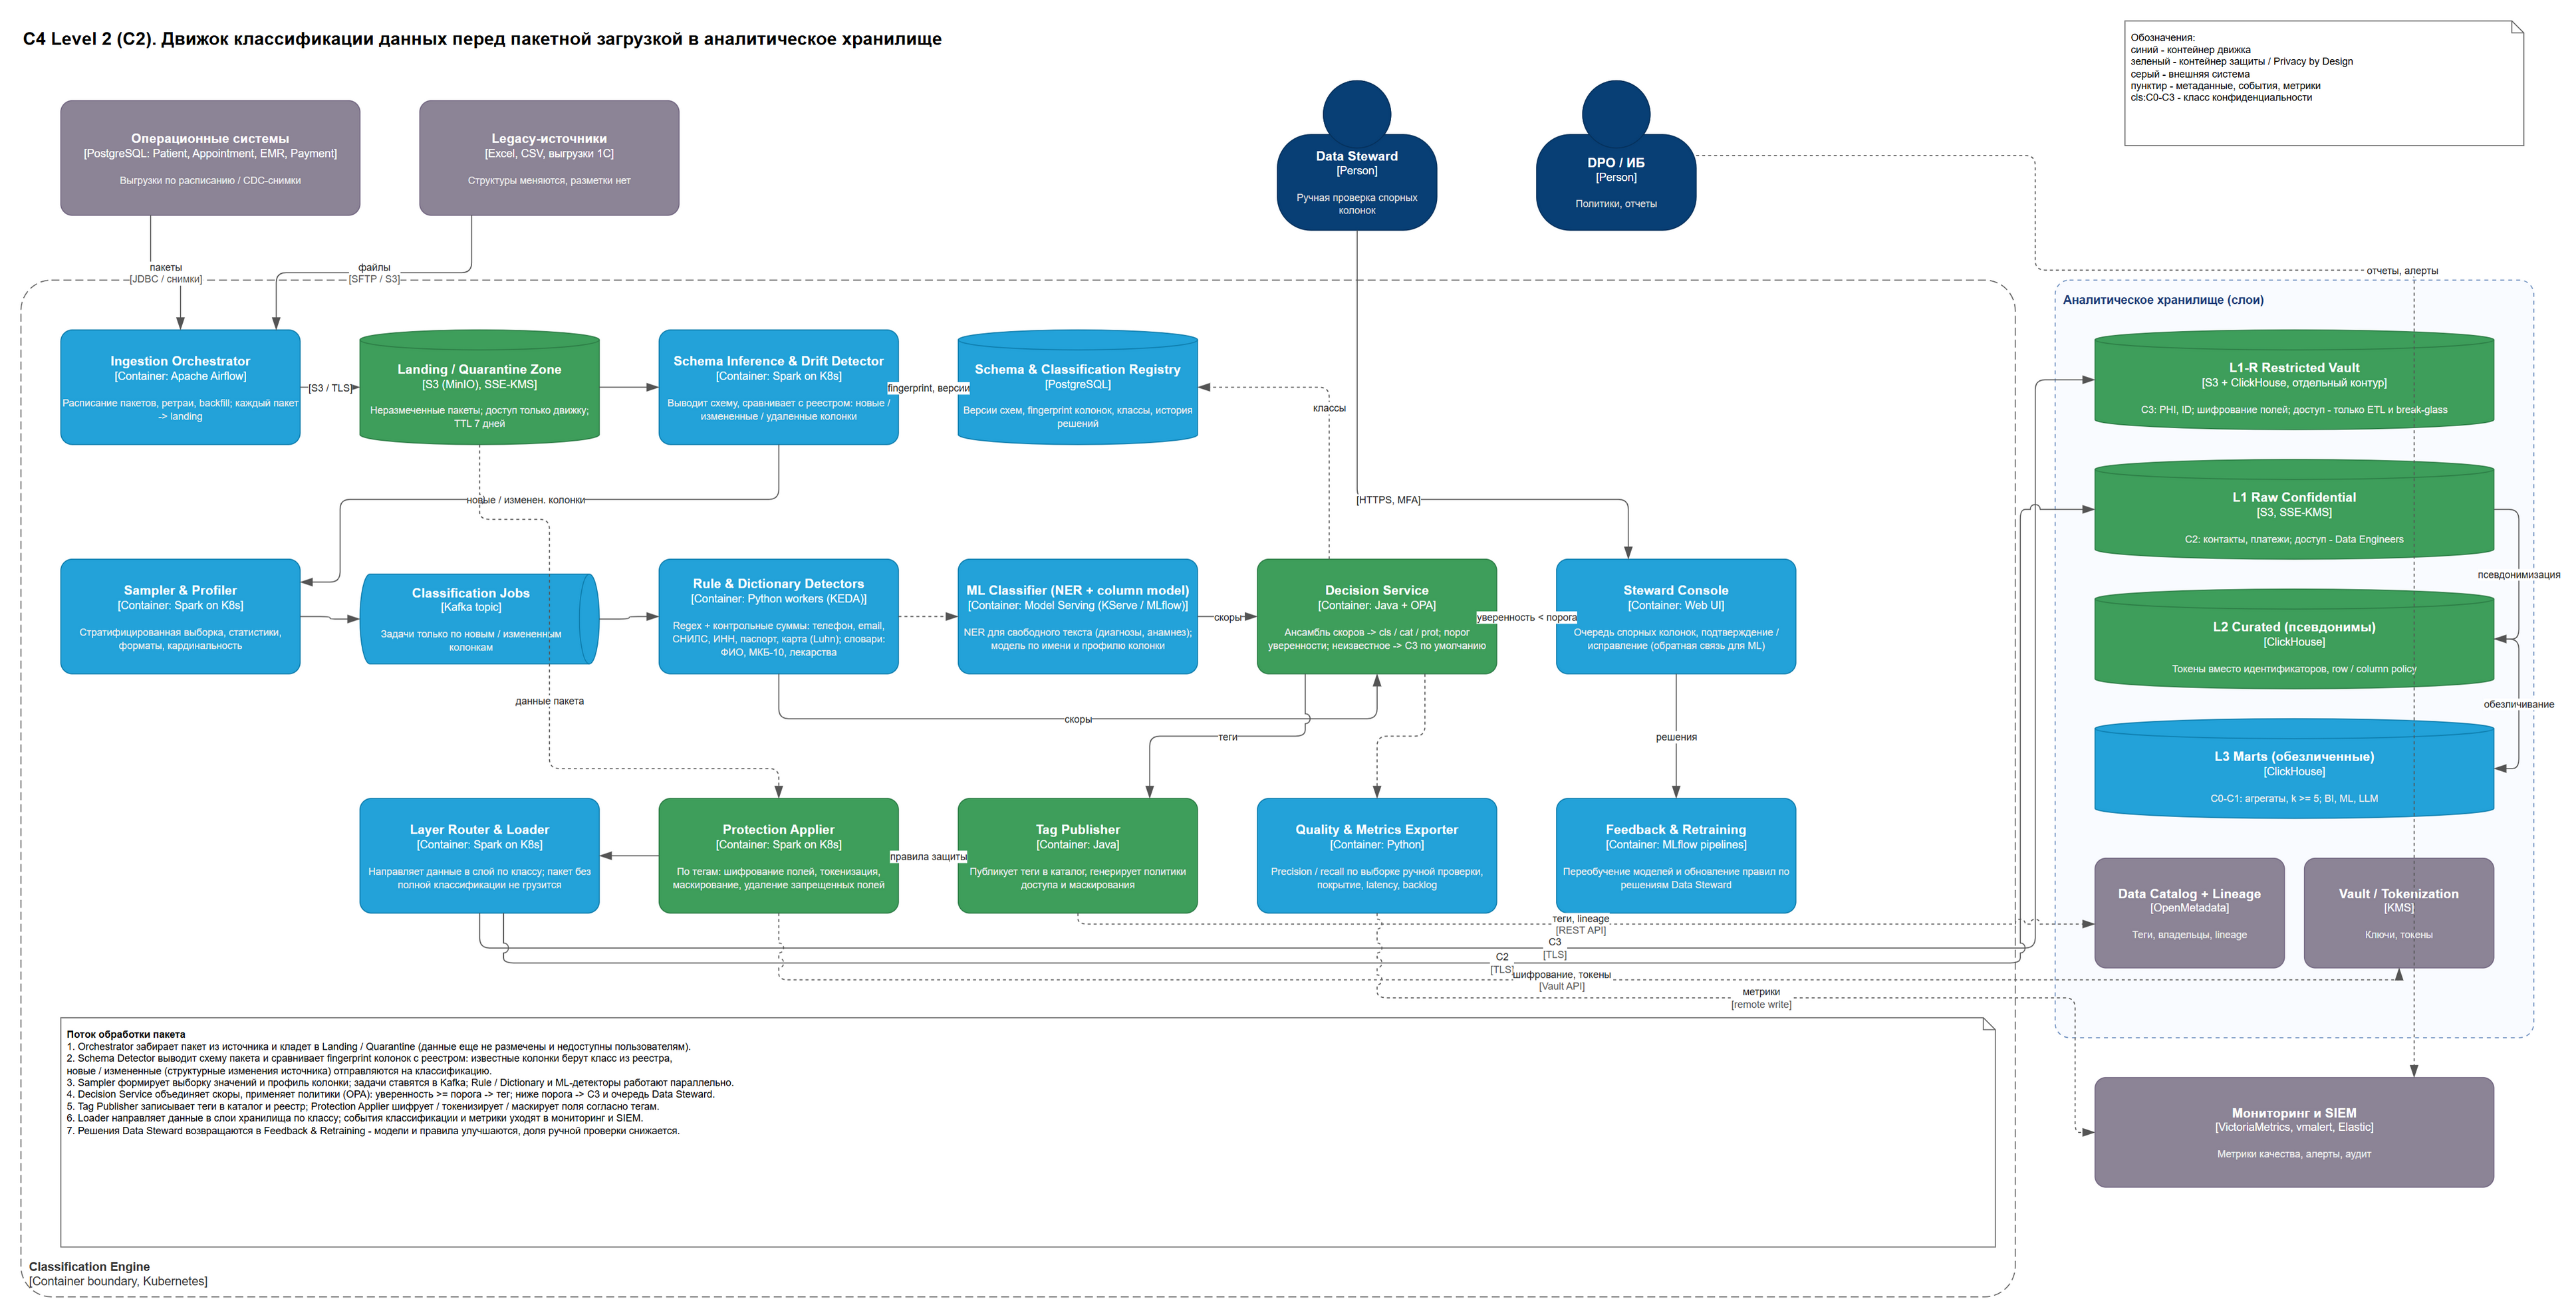 C4 Level 2 (C2). Движок классификации данных перед пакетной загрузкой в аналитическое хранилище
Обозначения:
синий - контейнер движка
зеленый - контейнер защиты / Privacy by Design
серый - внешняя система
пунктир - метаданные, события, метрики
cls:C0-C3 - класс конфиденциальности
Операционные системы
[PostgreSQL: Patient, Appointment, EMR, Payment]
Выгрузки по расписанию / CDC-снимки
Legacy-источники
[Excel, CSV, выгрузки 1С]
Структуры меняются, разметки нет
Data Steward
[Person]
Ручная проверка спорных
колонок
DPO / ИБ
[Person]
Политики, отчеты
пакеты
[JDBC / снимки]
файлы
[SFTP / S3]
отчеты, алерты
Аналитическое хранилище (слои)
Ingestion Orchestrator
[Container: Apache Airflow]
Расписание пакетов, ретраи, backfill; каждый пакет
-> landing
[S3 / TLS]
Landing / Quarantine Zone
[S3 (MinIO), SSE-KMS]
Неразмеченные пакеты; доступ только движку;
TTL 7 дней
Schema Inference & Drift Detector
[Container: Spark on K8s]
Выводит схему, сравнивает с реестром: новые /
измененные / удаленные колонки
fingerprint, версии
Schema & Classification Registry
[PostgreSQL]
Версии схем, fingerprint колонок, классы, история
решений
классы
L1-R Restricted Vault
[S3 + ClickHouse, отдельный контур]
C3: PHI, ID; шифрование полей; доступ - только ETL и break-glass
новые / изменен. колонки
[HTTPS, MFA]
L1 Raw Confidential
[S3, SSE-KMS]
C2: контакты, платежи; доступ - Data Engineers
псевдонимизация
Sampler & Profiler
[Container: Spark on K8s]
Стратифицированная выборка, статистики,
форматы, кардинальность
Classification Jobs
[Kafka topic]
Задачи только по новым / измененным
колонкам
Rule & Dictionary Detectors
[Container: Python workers (KEDA)]
Regex + контрольные суммы: телефон, email,
СНИЛС, ИНН, паспорт, карта (Luhn); словари:
ФИО, МКБ-10, лекарства
ML Classifier (NER + column model)
[Container: Model Serving (KServe / MLflow)]
NER для свободного текста (диагнозы, анамнез);
модель по имени и профилю колонки
скоры
Decision Service
[Container: Java + OPA]
Ансамбль скоров -> cls / cat / prot; порог
уверенности; неизвестное -> C3 по умолчанию
уверенность < порога
Steward Console
[Container: Web UI]
Очередь спорных колонок, подтверждение /
исправление (обратная связь для ML)
L2 Curated (псевдонимы)
[ClickHouse]
Токены вместо идентификаторов, row / column policy
обезличивание
данные пакета
скоры
теги
решения
L3 Marts (обезличенные)
[ClickHouse]
C0-C1: агрегаты, k >= 5; BI, ML, LLM
Layer Router & Loader
[Container: Spark on K8s]
Направляет данные в слой по классу; пакет без
полной классификации не грузится
Protection Applier
[Container: Spark on K8s]
По тегам: шифрование полей, токенизация,
маскирование, удаление запрещенных полей
правила защиты
Tag Publisher
[Container: Java]
Публикует теги в каталог, генерирует политики
доступа и маскирования
Quality & Metrics Exporter
[Container: Python]
Precision / recall по выборке ручной проверки,
покрытие, latency, backlog
Feedback & Retraining
[Container: MLflow pipelines]
Переобучение моделей и обновление правил по
решениям Data Steward
Data Catalog + Lineage
[OpenMetadata]
Теги, владельцы, lineage
Vault / Tokenization
[KMS]
Ключи, токены
теги, lineage
[REST API]
C3
[TLS]
C2
[TLS]
шифрование, токены
[Vault API]
метрики
[remote write]
Поток обработки пакета
1. Orchestrator забирает пакет из источника и кладет в Landing / Quarantine (данные еще не размечены и недоступны пользователям).
2. Schema Detector выводит схему пакета и сравнивает fingerprint колонок с реестром: известные колонки берут класс из реестра,
новые / измененные (структурные изменения источника) отправляются на классификацию.
3. Sampler формирует выборку значений и профиль колонки; задачи ставятся в Kafka; Rule / Dictionary и ML-детекторы работают параллельно.
4. Decision Service объединяет скоры, применяет политики (OPA): уверенность >= порога -> тег; ниже порога -> C3 и очередь Data Steward.
5. Tag Publisher записывает теги в каталог и реестр; Protection Applier шифрует / токенизирует / маскирует поля согласно тегам.
6. Loader направляет данные в слои хранилища по классу; события классификации и метрики уходят в мониторинг и SIEM.
7. Решения Data Steward возвращаются в Feedback & Retraining - модели и правила улучшаются, доля ручной проверки снижается.
Мониторинг и SIEM
[VictoriaMetrics, vmalert, Elastic]
Метрики качества, алерты, аудит
Classification Engine
[Container boundary, Kubernetes]